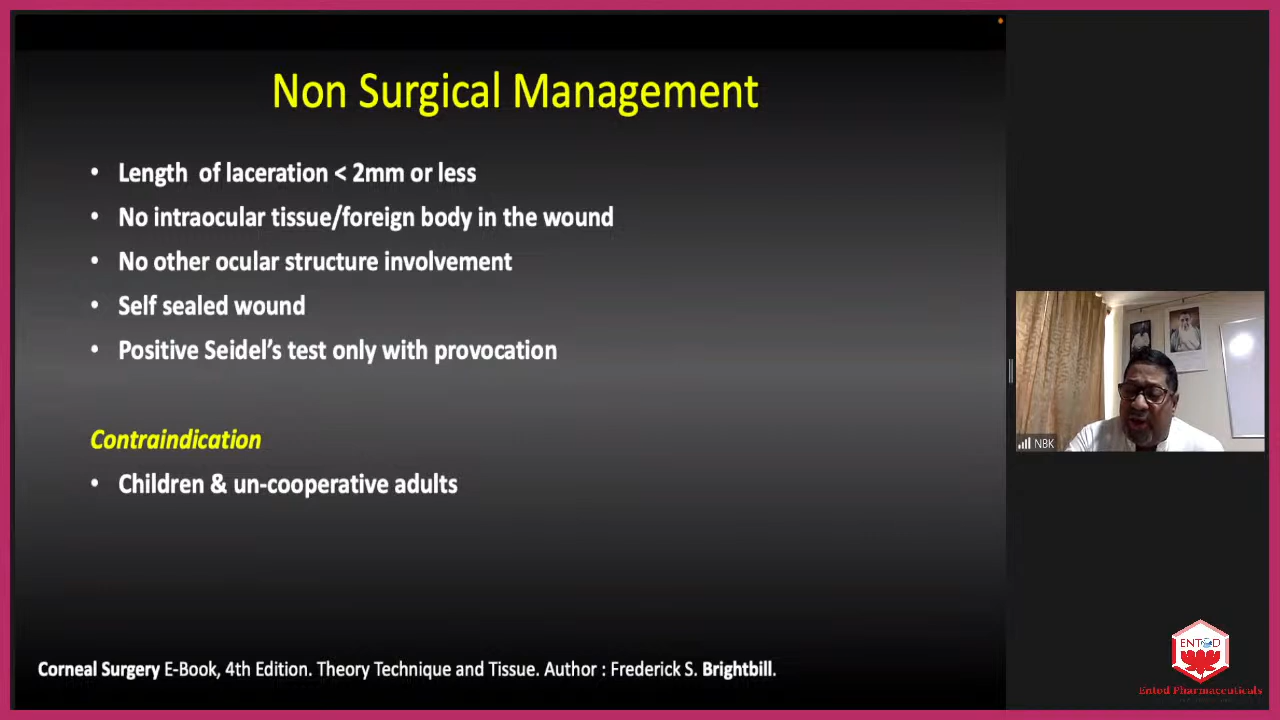 Non Surgical Management
• Length of laceration < 2mm or less
• No intraocular tissue/foreign body in the wound
• No other ocular structure involvement
• Self sealed wound
• Positive Seidel's test only with provocation
Contraindication
• Children & un-cooperative adults
Corneal Surgery E-Book, 4th Edition. Theory Technique and Tissue. Author : Frederick S. Brightbill.
NBK
ENTOD
Entod Pharmaceuticals